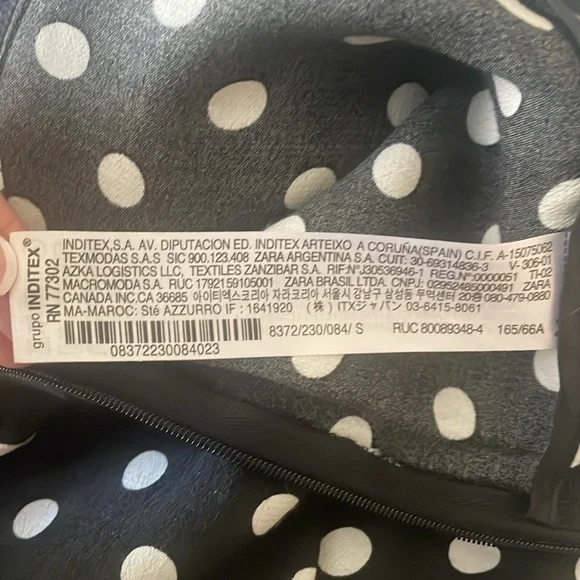 grupo INDITEX®
RN 77302
INDITEX,S.A. AV. DIPUTACION ED. INDITEX ARTEIXO A CORUÑA(SPAIN) C.I.F. A-15075062
TEXMODAS S.A.S SIC 900.123.408 ZARA ARGENTINA S.A. CUIT: 30-69314836-3 V-306-01
AZKA LOGISTICS LLC, TEXTILES ZANZIBAR S.A. RIF:Nº J30536946-1 REG.Nº:0000051 TI-02
MACROMODA S.A. RUC 1792159105001 ZARA BRASIL LTDA. CNPJ: 02952485000491 ZARA
CANADA INC.CA 36685 아이티엑스코리아 자라코리아 서울시 강남구 삼성동 무역센터 20층 080-479-0880
MA-MAROC: Sté AZZURRO IF : 1641920 (株) ITXジャパン 03-6415-8061
8372/230/084/ S RUC 80089348-4 165/66A
08372230084023